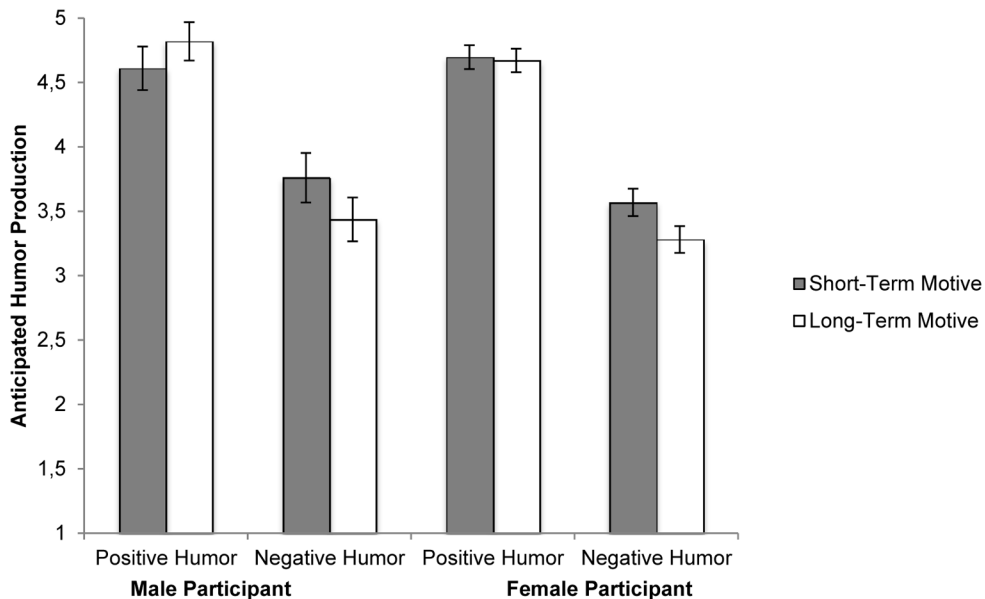 Anticipated Humor Production
5
4,5
4
3,5
3
2,5
2
1,5
1
Positive Humor Negative Humor Positive Humor Negative Humor
Male Participant Female Participant
Short-Term Motive
Long-Term Motive